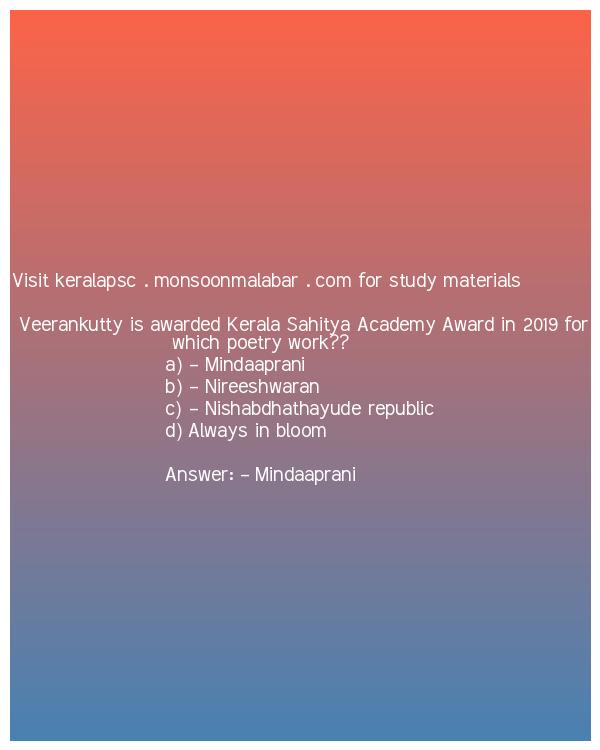 Visit keralapsc . monsoonmalabar . com for study materials
Veerankutty is awarded Kerala Sahitya Academy Award in 2019 for
which poetry work??
a) - Mindaaprani
b) - Nireeshwaran
c) - Nishabdhathayude republic
d) Always in bloom
Answer: - Mindaaprani